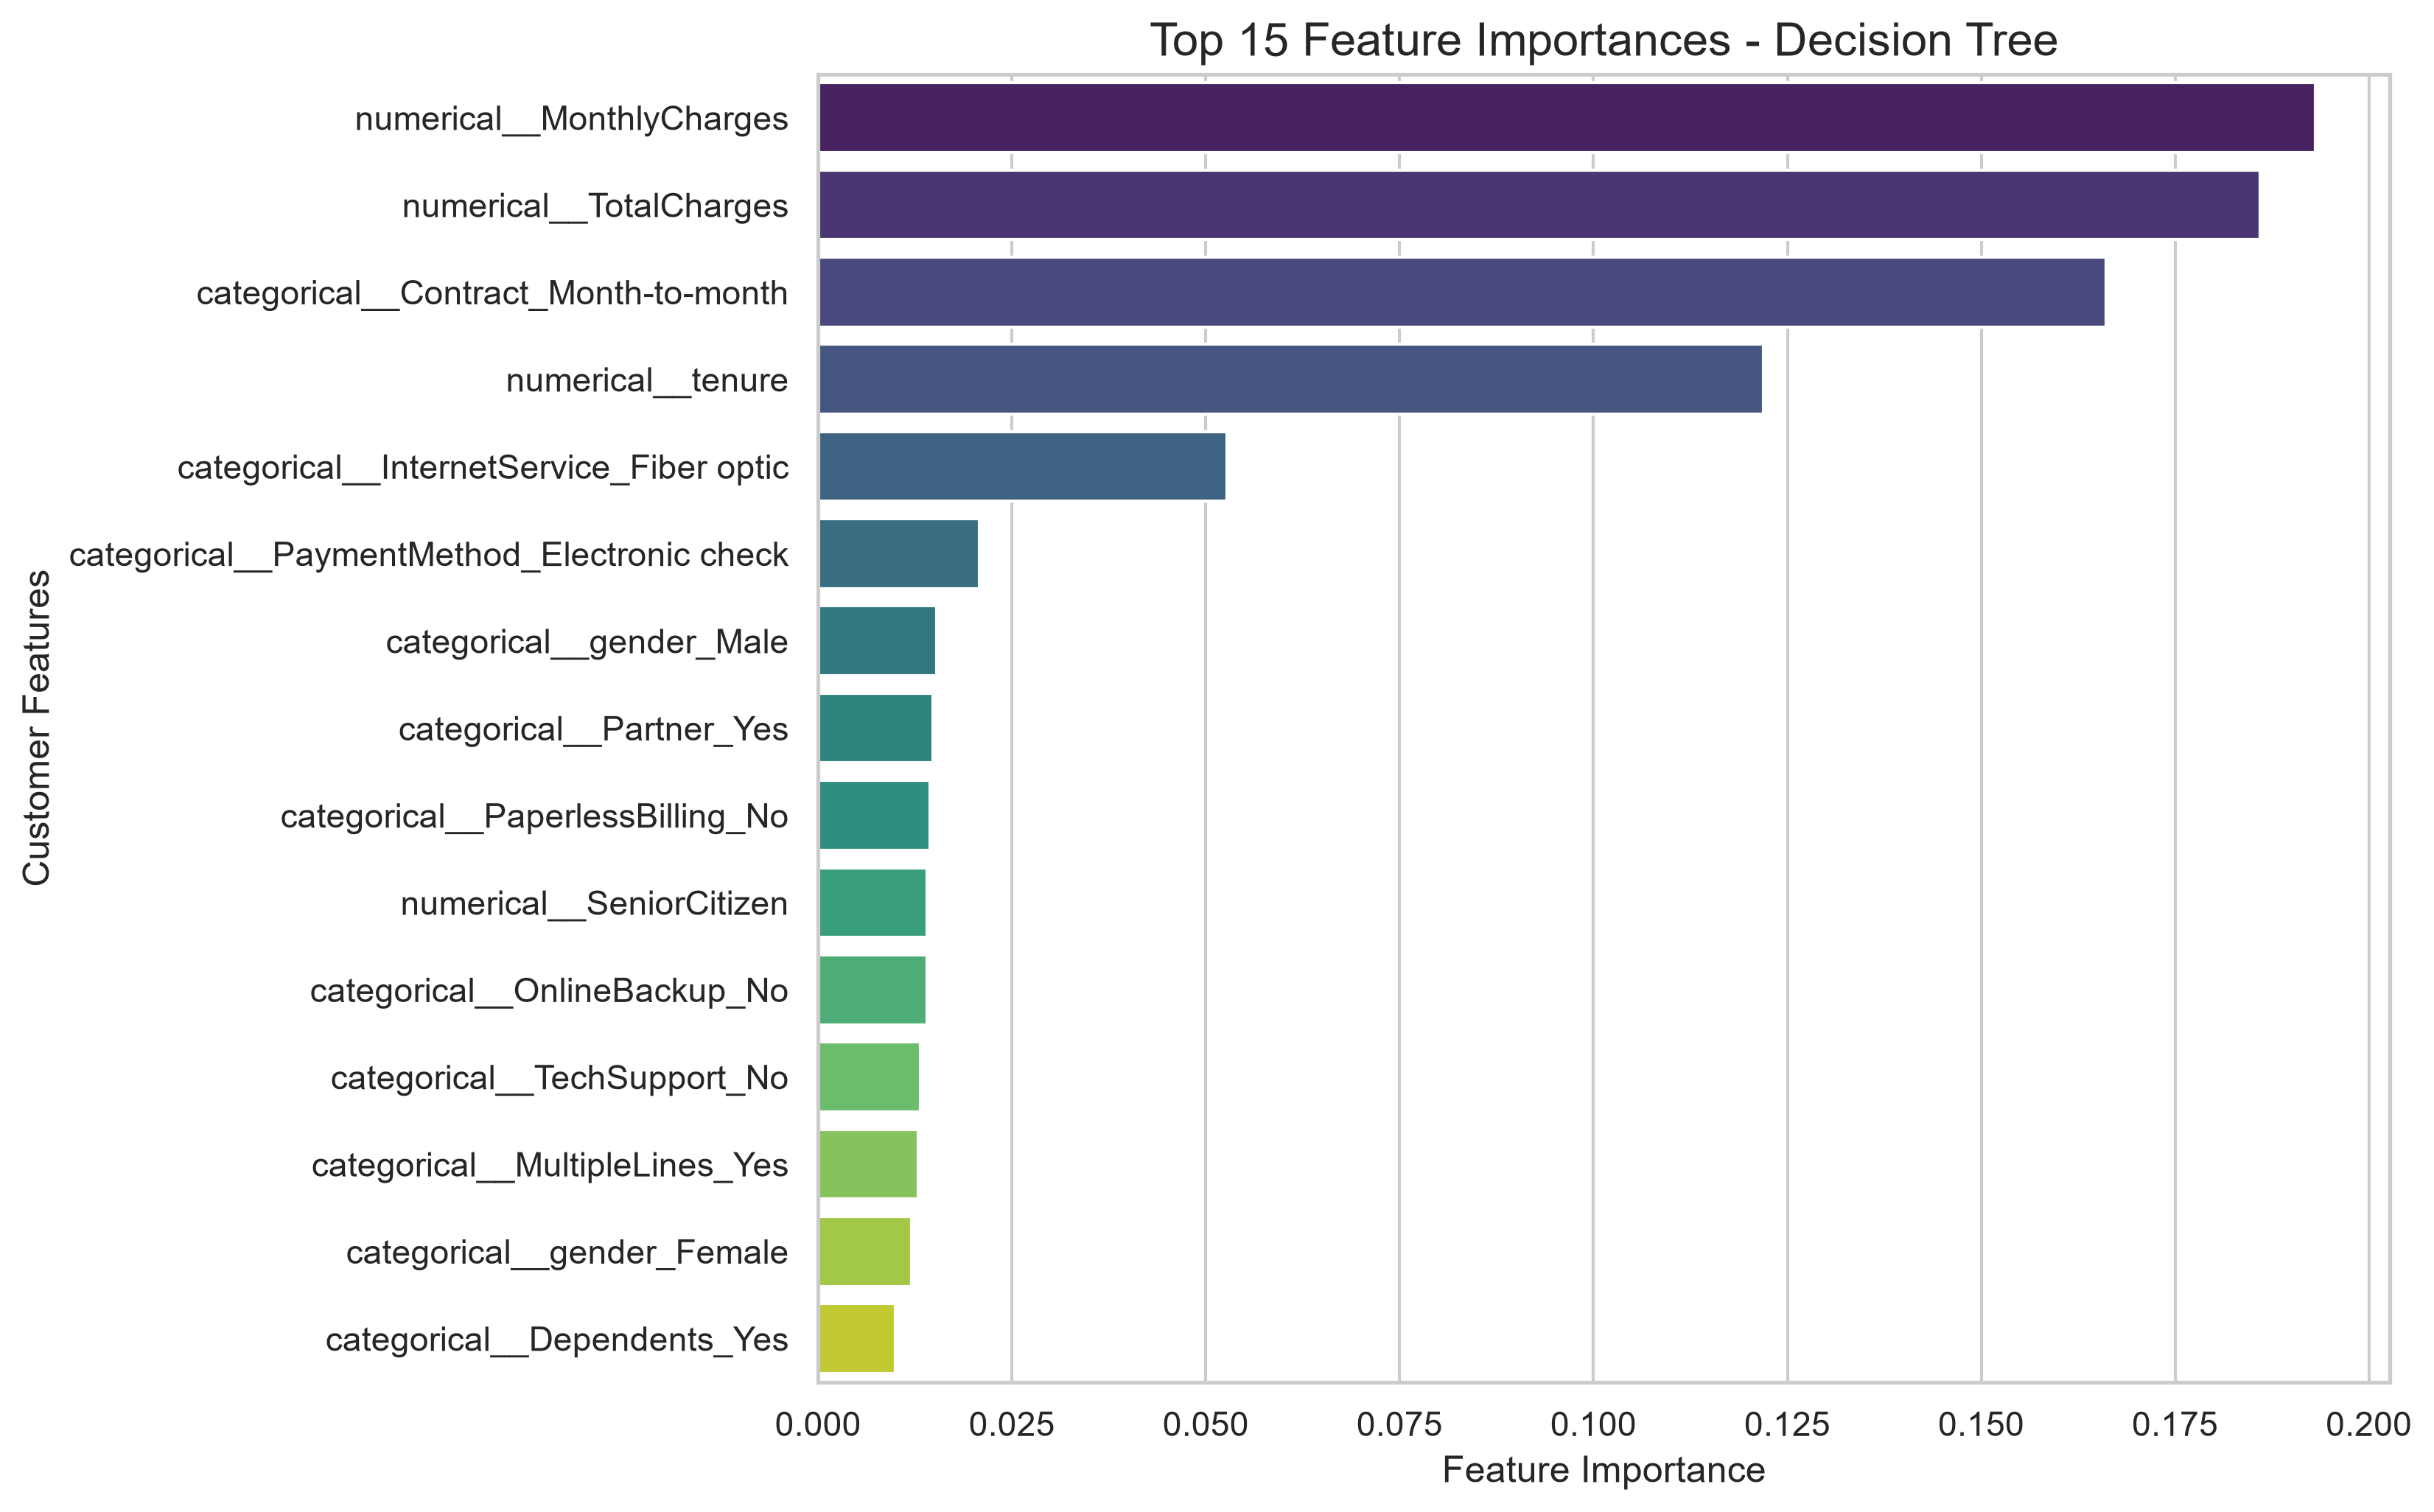 Top 15 Feature Importances - Decision Tree
Customer Features
numerical__MonthlyCharges
numerical__TotalCharges
categorical__Contract_Month-to-month
numerical__tenure
categorical__InternetService_Fiber optic
categorical__PaymentMethod_Electronic check
categorical__gender_Male
categorical__Partner_Yes
categorical__PaperlessBilling_No
numerical__SeniorCitizen
categorical__OnlineBackup_No
categorical__TechSupport_No
categorical__MultipleLines_Yes
categorical__gender_Female
categorical__Dependents_Yes
0.000 0.025 0.050 0.075 0.100 0.125 0.150 0.175 0.200
Feature Importance